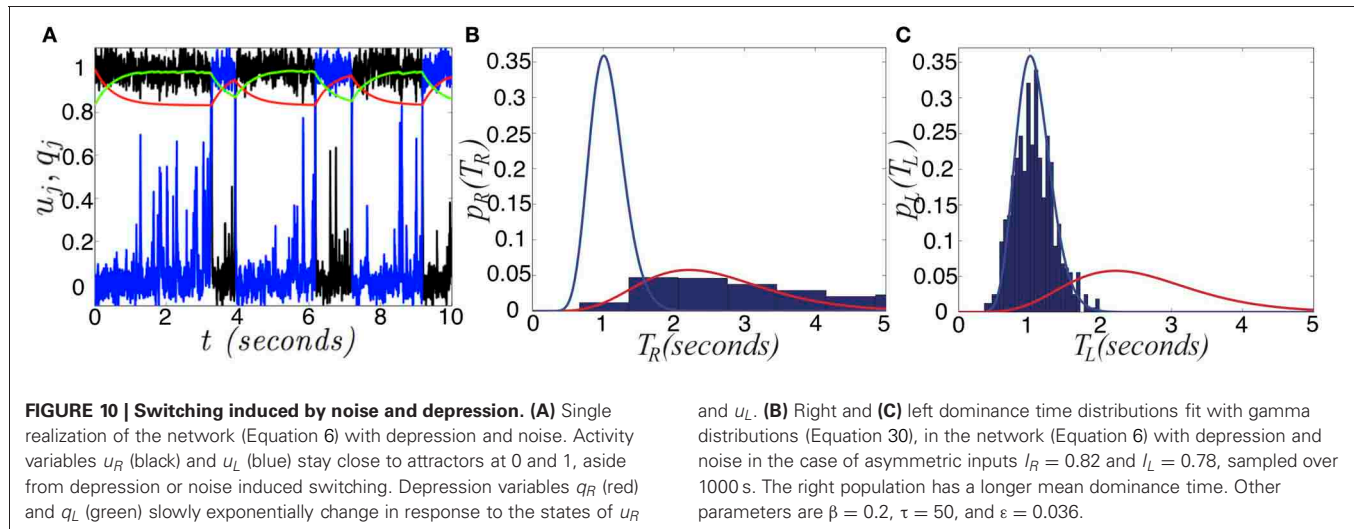 A
B
C
1
0.8
0.6
0.4
0.2
0
u_j, q_j
0 2 4 6 8 10
t (seconds)
0.35
0.3
0.25
0.2
0.15
0.1
0.05
0
p_R(T_R)
0 1 2 3 4 5
T_R(seconds)
0.35
0.3
0.25
0.2
0.15
0.1
0.05
0
p_L(T_L)
0 1 2 3 4 5
T_L(seconds)
FIGURE 10 | Switching induced by noise and depression. (A) Single
realization of the network (Equation 6) with depression and noise. Activity
variables u_R (black) and u_L (blue) stay close to attractors at 0 and 1, aside
from depression or noise induced switching. Depression variables q_R (red)
and q_L (green) slowly exponentially change in response to the states of u_R
and u_L. (B) Right and (C) left dominance time distributions fit with gamma
distributions (Equation 30), in the network (Equation 6) with depression and
noise in the case of asymmetric inputs I_R = 0.82 and I_L = 0.78, sampled over
1000 s. The right population has a longer mean dominance time. Other
parameters are β = 0.2, τ = 50, and ε = 0.036.